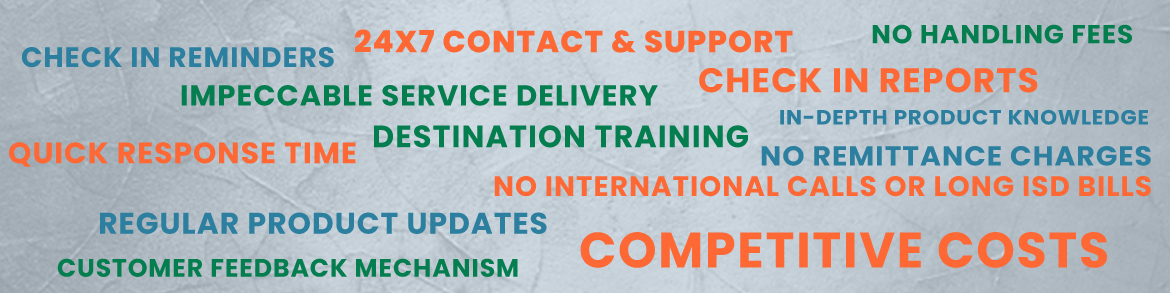 24X7 CONTACT & SUPPORT
NO HANDLING FEES
CHECK IN REMINDERS
CHECK IN REPORTS
IMPECCABLE SERVICE DELIVERY
IN-DEPTH PRODUCT KNOWLEDGE
DESTINATION TRAINING
QUICK RESPONSE TIME
NO REMITTANCE CHARGES
NO INTERNATIONAL CALLS OR LONG ISD BILLS
REGULAR PRODUCT UPDATES
COMPETITIVE COSTS
CUSTOMER FEEDBACK MECHANISM